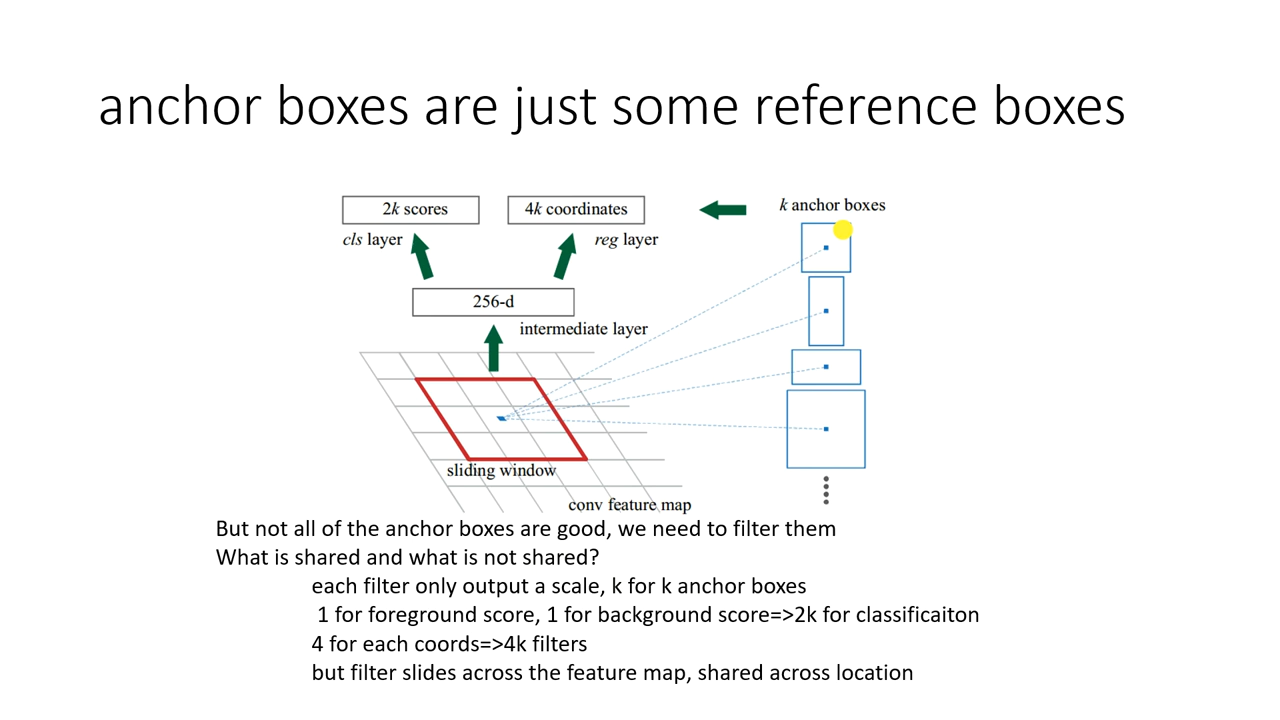 anchor boxes are just some reference boxes
2k scores
4k coordinates
k anchor boxes
cls layer
reg layer
256-d
intermediate layer
sliding window
conv feature map
But not all of the anchor boxes are good, we need to filter them
What is shared and what is not shared?
each filter only output a scale, k for k anchor boxes
1 for foreground score, 1 for background score=>2k for classificaiton
4 for each coords=>4k filters
but filter slides across the feature map, shared across location